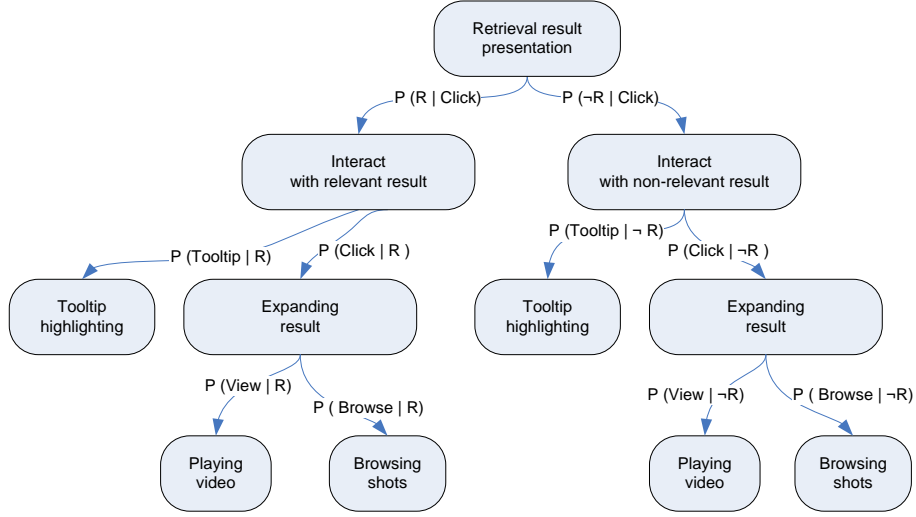 Retrieval result
presentation
P (R | Click)
P (¬R | Click)
Interact
with relevant result
Interact
with non-relevant result
P (Tooltip | R)
P (Click | R )
P (Tooltip | ¬ R)
P (Click | ¬R )
Tooltip
highlighting
Expanding
result
Tooltip
highlighting
Expanding
result
P (View | R)
P ( Browse | R)
P (View | ¬R)
P ( Browse | ¬R)
Playing
video
Browsing
shots
Playing
video
Browsing
shots